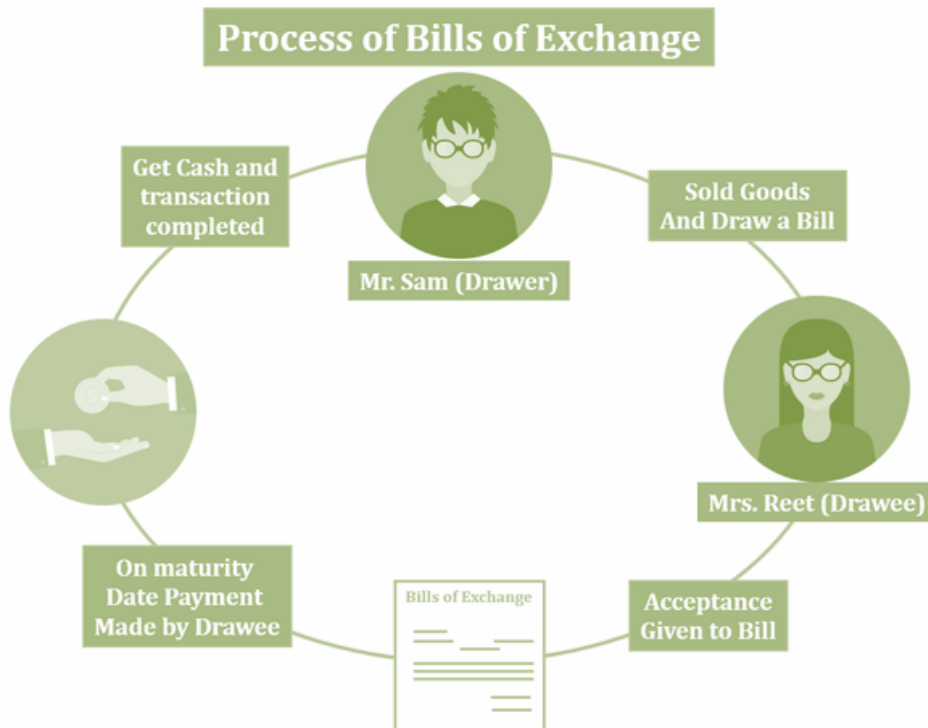 Process of Bills of Exchange
Get Cash and
transaction
completed
Sold Goods
And Draw a Bill
Mr. Sam (Drawer)
$
Mrs. Reet (Drawee)
On maturity
Date Payment
Made by Drawee
Bills of Exchange
Acceptance
Given to Bill